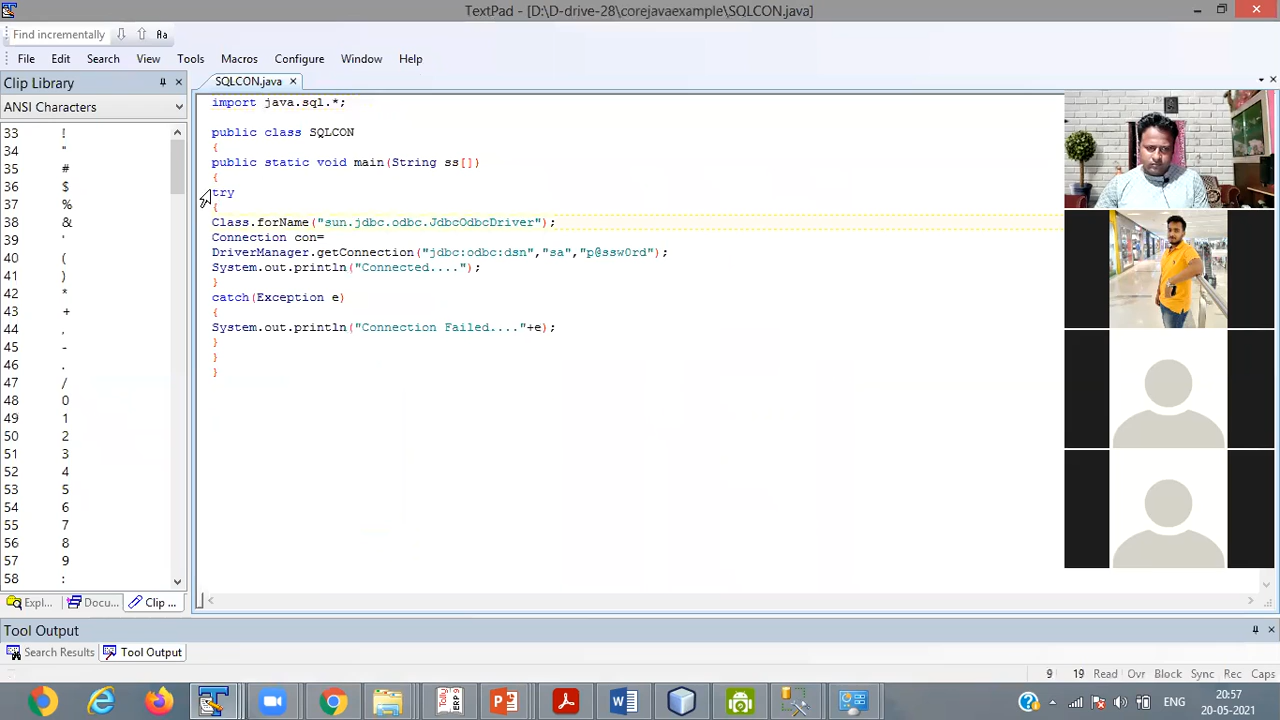 TextPad - [D:\D-drive-28\corejavaexample\SQLCON.java]
Find incrementally
Aa
File Edit Search View Tools Macros Configure Window Help
Clip Library
ANSI Characters
33 !
34 "
35 #
36 $
37 %
38 &
39 '
40 (
41 )
42 *
43 +
44 ,
45 -
46 .
47 /
48 0
49 1
50 2
51 3
52 4
53 5
54 6
55 7
56 8
57 9
58 :
Expl... Docu... Clip ...
SQLCON.java
import java.sql.*;
public class SQLCON
{
public static void main(String ss[])
{
try
{
Class.forName("sun.jdbc.odbc.JdbcOdbcDriver");
Connection con=
DriverManager.getConnection("jdbc:odbc:dsn","sa","p@ssw0rd");
System.out.println("Connected....");
}
catch(Exception e)
{
System.out.println("Connection Failed...."+e);
}
}
}
Tool Output
Search Results Tool Output
9 19 Read Ovr Block Sync Rec Caps
ENG
20:57
20-05-2021